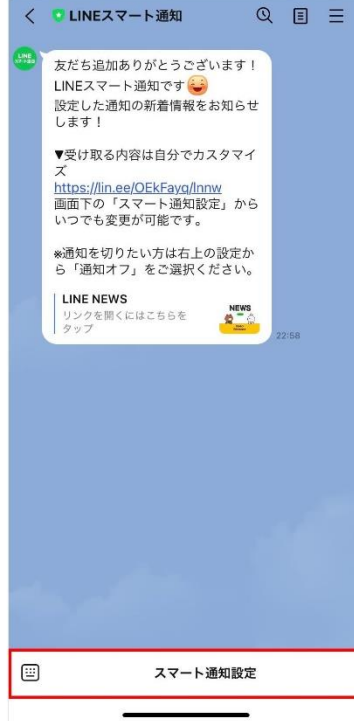 LINEスマート通知
LINE
友だち追加ありがとうございます！
LINEスマート通知です
設定した通知の新着情報をお知らせ
します！
▼受け取る内容は自分でカスタマイ
ズ
https://lin.ee/OEkFayq/lnnw
画面下の「スマート通知設定」から
いつでも変更が可能です。
※通知を切りたい方は右上の設定か
ら「通知オフ」をご選択ください。
LINE NEWS
リンクを開くにはこちらを
タップ
NEWS
22:58
スマート通知設定